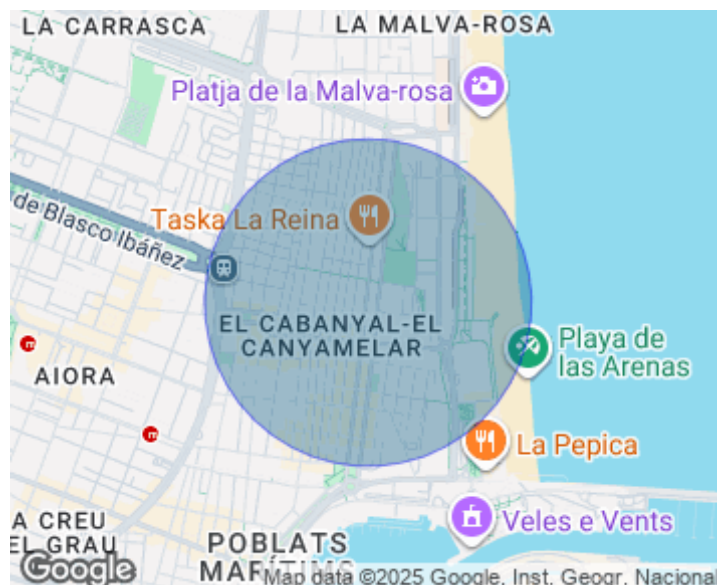 LA CARRASCA
LA MALVA-ROSA
Platja de la Malva-rosa
Taska La Reina
de Blasco Ibáñez
EL CABANYAL-EL
CANYAMELAR
Playa de
las Arenas
AIORA
m
m
La Pepica
A CREU
EL GRAU
Veles e Vents
POBLATS
MARÍTIMS
Google
Map data ©2025 Google, Inst. Geogr. Nacional